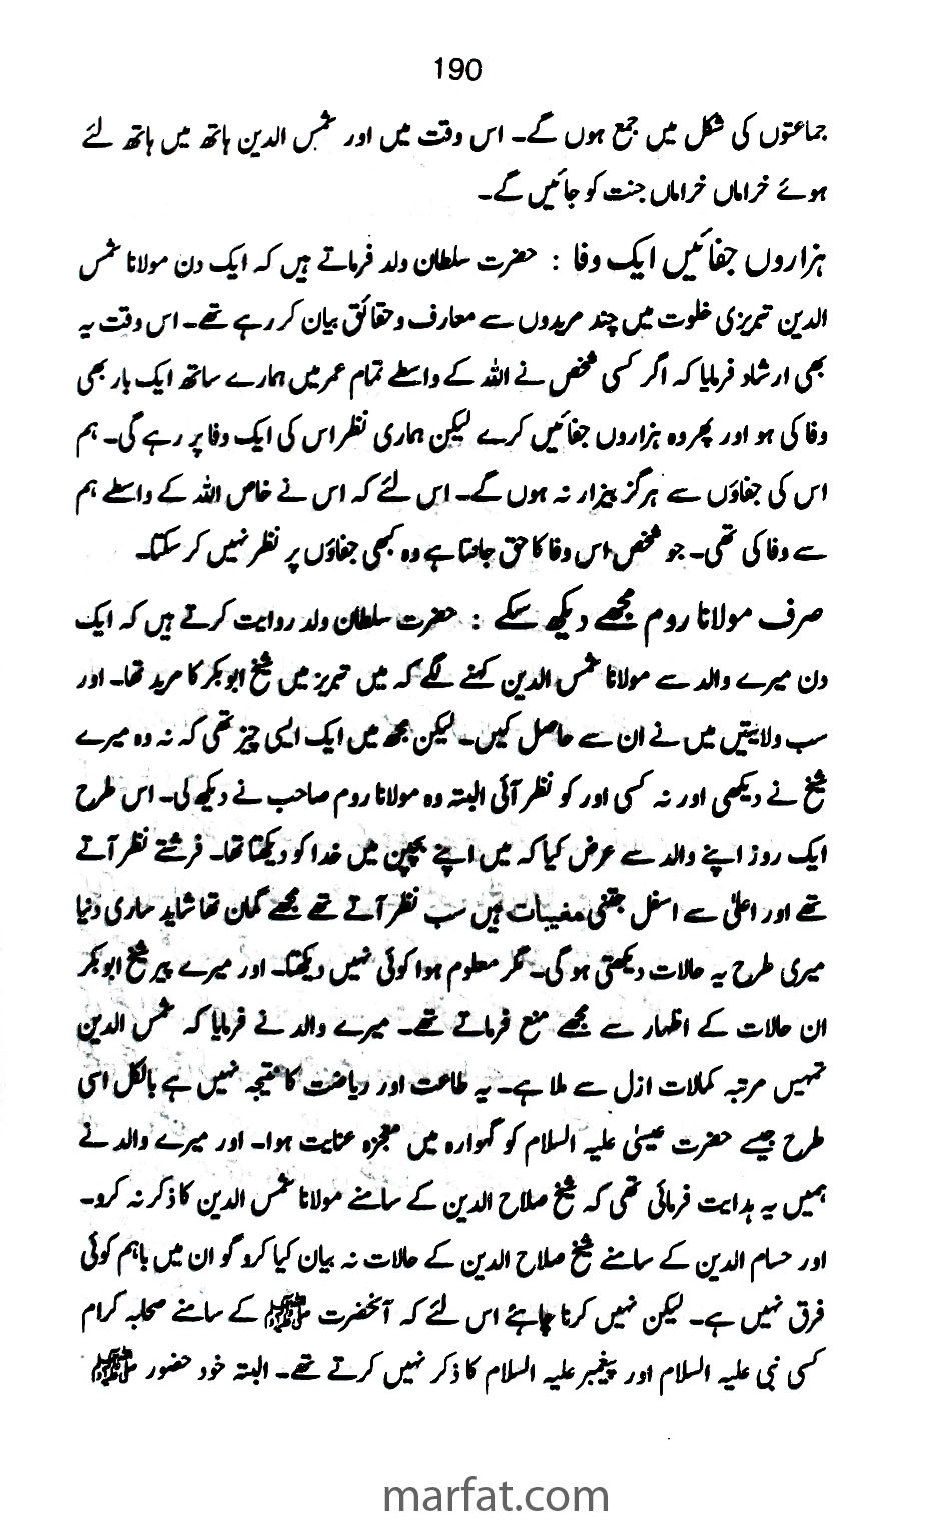 190
جماعتوں کی شکل میں جمع ہوں گے۔ اس وقت میں اور شمس الدین ہاتھ میں ہاتھ لئے
ہوئے خراماں خراماں جنت کو جائیں گے۔
ہزاروں جفائیں ایک وفا : حضرت سلطان ولد فرماتے ہیں کہ ایک دن مولانا شمس
الدین تبریزی خلوت میں چند مریدوں سے معارف و حقائق بیان کر رہے تھے۔ اس وقت یہ
بھی ارشاد فرمایا کہ اگر کسی شخص نے اللہ کے واسطے تمام عمر میں ہمارے ساتھ ایک بار بھی
وفا کی ہو اور پھر وہ ہزاروں جفائیں کرے لیکن ہماری نظر اس کی ایک وفا پر رہے گی۔ ہم
اس کی جفاؤں سے ہرگز بیزار نہ ہوں گے۔ اس لئے کہ اس نے خاص اللہ کے واسطے ہم
سے وفا کی تھی۔ جو شخص اس وفا کا حق جانتا ہے وہ کبھی جفاؤں پر نظر نہیں کر سکتا۔
صرف مولانا روم مجھے دیکھ سکے : حضرت سلطان ولد روایت کرتے ہیں کہ ایک
دن میرے والد سے مولانا شمس الدین کہنے لگے کہ میں تبریز میں شیخ ابوبکر کا مرید تھا۔ اور
سب ولایتیں میں نے ان سے حاصل کیں۔ لیکن مجھ میں ایک ایسی چیز تھی کہ نہ وہ میرے
شیخ نے دیکھی اور نہ کسی اور کو نظر آئی البتہ وہ مولانا روم صاحب نے دیکھ لی۔ اس طرح
ایک روز اپنے والد سے عرض کیا کہ میں اپنے بچپن میں خدا کو دیکھتا تھا۔ فرشتے نظر آتے
تھے اور اعلیٰ سے اسفل جتنی مغیبات ہیں سب نظر آتے تھے مجھے گمان تھا شاید ساری دنیا
میری طرح یہ حالات دیکھتی ہو گی۔ مگر معلوم ہوا کوئی نہیں دیکھتا۔ اور میرے پیر شیخ ابوبکر
ان حالات کے اظہار سے مجھے منع فرماتے تھے۔ میرے والد نے فرمایا کہ شمس الدین
تمہیں مرتبہ کمالات ازل سے ملا ہے۔ یہ طاعت اور ریاضت کا نتیجہ نہیں ہے بالکل اسی
طرح جیسے حضرت عیسیٰ علیہ السلام کو گہوارہ میں معجزہ عنایت ہوا۔ اور میرے والد نے
ہمیں یہ ہدایت فرمائی تھی کہ شیخ صلاح الدین کے سامنے مولانا شمس الدین کا ذکر نہ کرو۔
اور حسام الدین کے سامنے شیخ صلاح الدین کے حالات نہ بیان کیا کرو گو ان میں باہم کوئی
فرق نہیں ہے۔ لیکن نہیں کرنا چاہئے اس لئے کہ آنحضرت ﷺ کے سامنے صحابہ کرام
کسی نبی علیہ السلام اور پیغمبر علیہ السلام کا ذکر نہیں کرتے تھے۔ البتہ خود حضور ﷺ
marfat.com